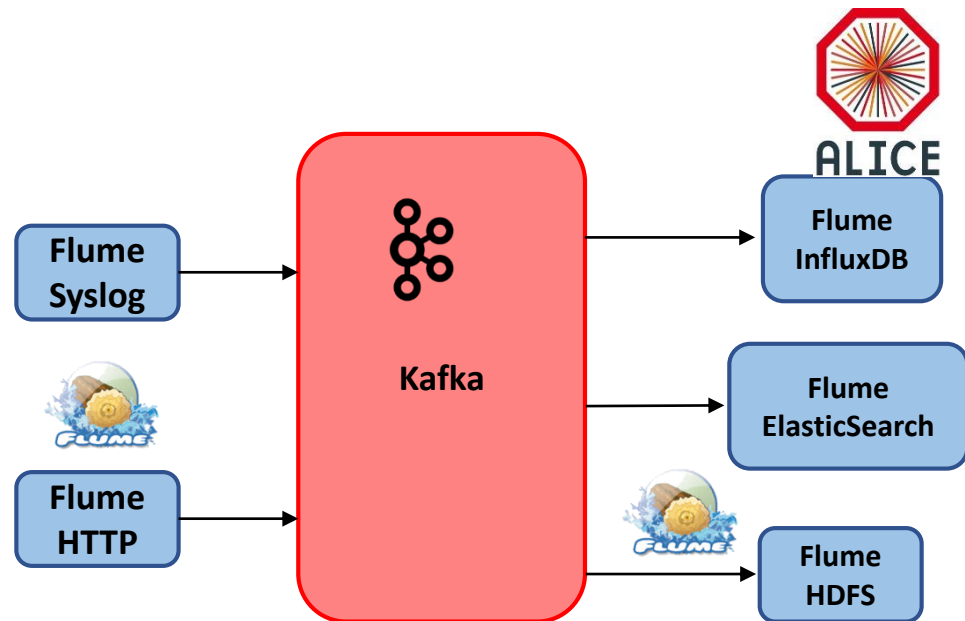 ALICE
Flume
Syslog
FLUME
Flume
HTTP
Kafka
Flume
InfluxDB
Flume
ElasticSearch
FLUME
Flume
HDFS